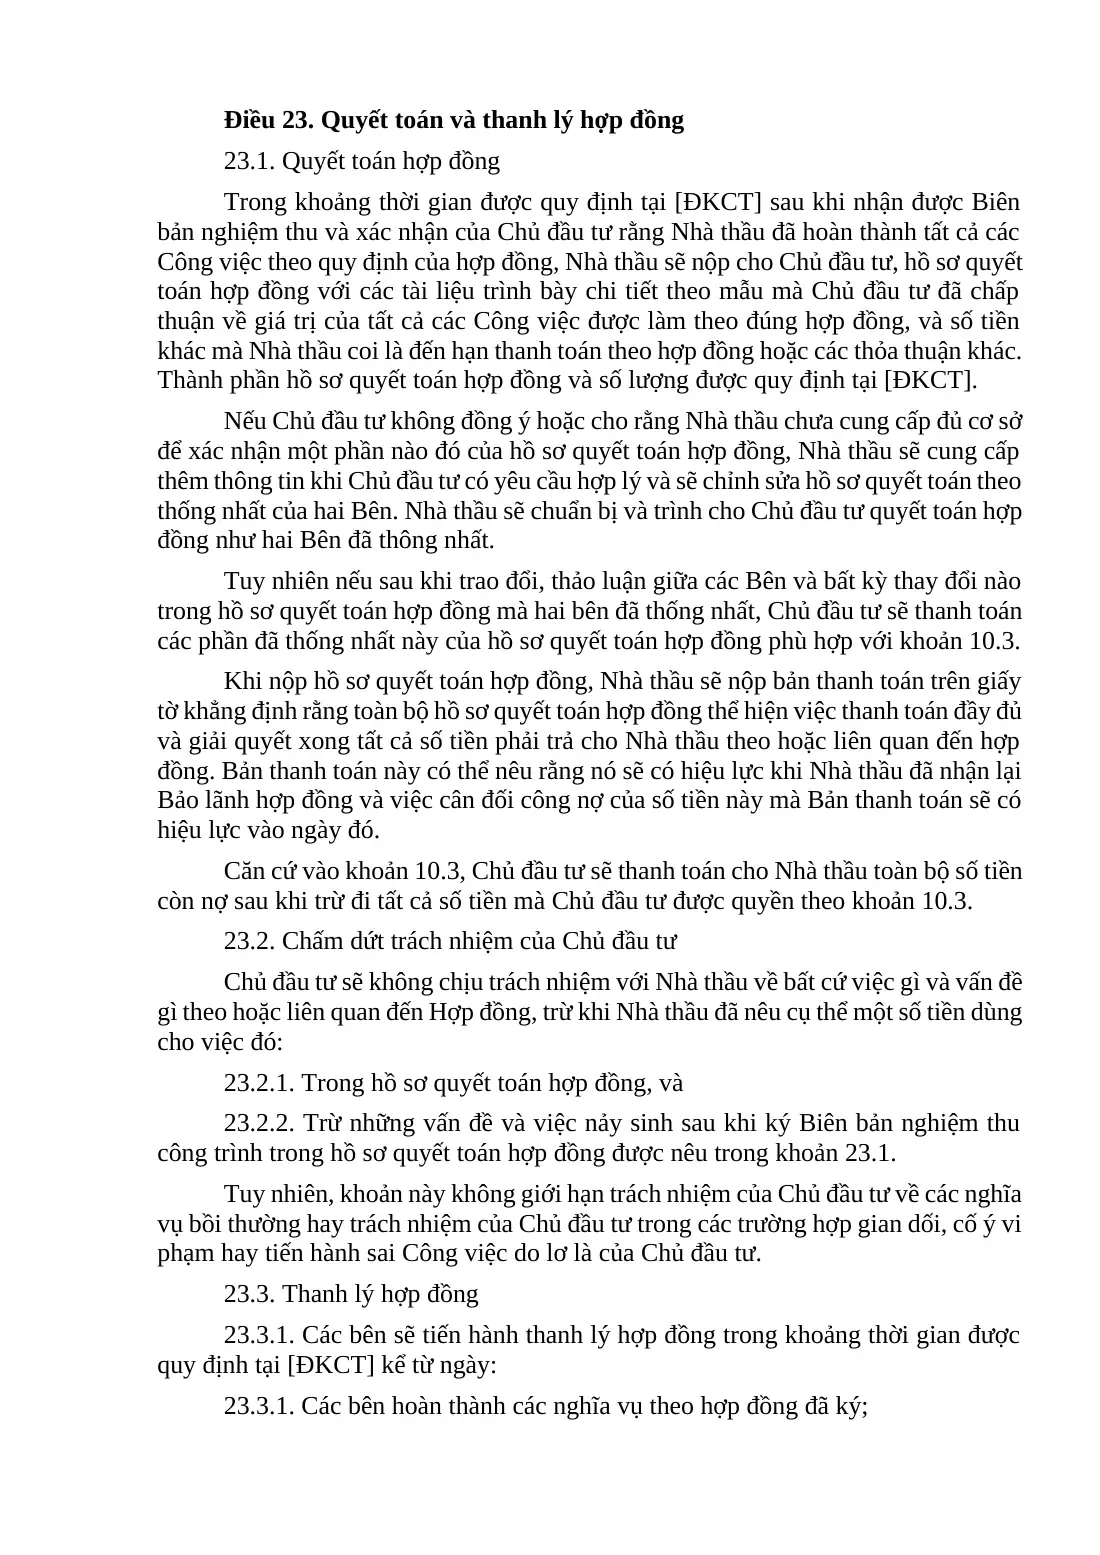 Điều 23. Quyết toán và thanh lý hợp đồng
23.1. Quyết toán hợp đồng
Trong khoảng thời gian được quy định tại [ĐKCT] sau khi nhận được Biên
bản nghiệm thu và xác nhận của Chủ đầu tư rằng Nhà thầu đã hoàn thành tất cả các
Công việc theo quy định của hợp đồng, Nhà thầu sẽ nộp cho Chủ đầu tư, hồ sơ quyết
toán hợp đồng với các tài liệu trình bày chi tiết theo mẫu mà Chủ đầu tư đã chấp
thuận về giá trị của tất cả các Công việc được làm theo đúng hợp đồng, và số tiền
khác mà Nhà thầu coi là đến hạn thanh toán theo hợp đồng hoặc các thỏa thuận khác.
Thành phần hồ sơ quyết toán hợp đồng và số lượng được quy định tại [ĐKCT].
Nếu Chủ đầu tư không đồng ý hoặc cho rằng Nhà thầu chưa cung cấp đủ cơ sở
để xác nhận một phần nào đó của hồ sơ quyết toán hợp đồng, Nhà thầu sẽ cung cấp
thêm thông tin khi Chủ đầu tư có yêu cầu hợp lý và sẽ chỉnh sửa hồ sơ quyết toán theo
thống nhất của hai Bên. Nhà thầu sẽ chuẩn bị và trình cho Chủ đầu tư quyết toán hợp
đồng như hai Bên đã thông nhất.
Tuy nhiên nếu sau khi trao đổi, thảo luận giữa các Bên và bất kỳ thay đổi nào
trong hồ sơ quyết toán hợp đồng mà hai bên đã thống nhất, Chủ đầu tư sẽ thanh toán
các phần đã thống nhất này của hồ sơ quyết toán hợp đồng phù hợp với khoản 10.3.
Khi nộp hồ sơ quyết toán hợp đồng, Nhà thầu sẽ nộp bản thanh toán trên giấy
tờ khẳng định rằng toàn bộ hồ sơ quyết toán hợp đồng thể hiện việc thanh toán đầy đủ
và giải quyết xong tất cả số tiền phải trả cho Nhà thầu theo hoặc liên quan đến hợp
đồng. Bản thanh toán này có thể nêu rằng nó sẽ có hiệu lực khi Nhà thầu đã nhận lại
Bảo lãnh hợp đồng và việc cân đối công nợ của số tiền này mà Bản thanh toán sẽ có
hiệu lực vào ngày đó.
Căn cứ vào khoản 10.3, Chủ đầu tư sẽ thanh toán cho Nhà thầu toàn bộ số tiền
còn nợ sau khi trừ đi tất cả số tiền mà Chủ đầu tư được quyền theo khoản 10.3.
23.2. Chấm dứt trách nhiệm của Chủ đầu tư
Chủ đầu tư sẽ không chịu trách nhiệm với Nhà thầu về bất cứ việc gì và vấn đề
gì theo hoặc liên quan đến Hợp đồng, trừ khi Nhà thầu đã nêu cụ thể một số tiền dùng
cho việc đó:
23.2.1. Trong hồ sơ quyết toán hợp đồng, và
23.2.2. Trừ những vấn đề và việc nảy sinh sau khi ký Biên bản nghiệm thu
công trình trong hồ sơ quyết toán hợp đồng được nêu trong khoản 23.1.
Tuy nhiên, khoản này không giới hạn trách nhiệm của Chủ đầu tư về các nghĩa
vụ bồi thường hay trách nhiệm của Chủ đầu tư trong các trường hợp gian dối, cố ý vi
phạm hay tiến hành sai Công việc do lơ là của Chủ đầu tư.
23.3. Thanh lý hợp đồng
23.3.1. Các bên sẽ tiến hành thanh lý hợp đồng trong khoảng thời gian được
quy định tại [ĐKCT] kể từ ngày:
23.3.1. Các bên hoàn thành các nghĩa vụ theo hợp đồng đã ký;